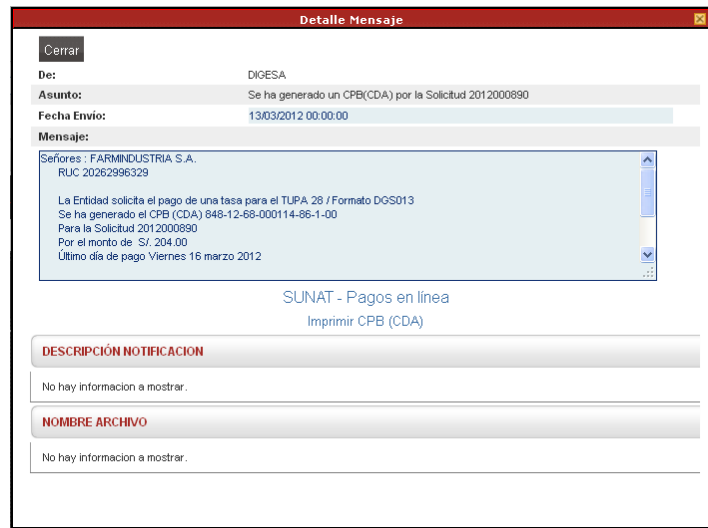 Detalle Mensaje
Cerrar
De: DIGESA
Asunto: Se ha generado un CPB(CDA) por la Solicitud 2012000890
Fecha Envío: 13/03/2012 00:00:00
Mensaje:
Señores : FARMINDUSTRIA S.A.
RUC 20262996329
La Entidad solicita el pago de una tasa para el TUPA 28 / Formato DGS013
Se ha generado el CPB (CDA) 848-12-68-000114-86-1-00
Para la Solicitud 2012000890
Por el monto de S/. 204.00
Último día de pago Viernes 16 marzo 2012
SUNAT - Pagos en línea
Imprimir CPB (CDA)
DESCRIPCIÓN NOTIFICACION
No hay informacion a mostrar.
NOMBRE ARCHIVO
No hay informacion a mostrar.